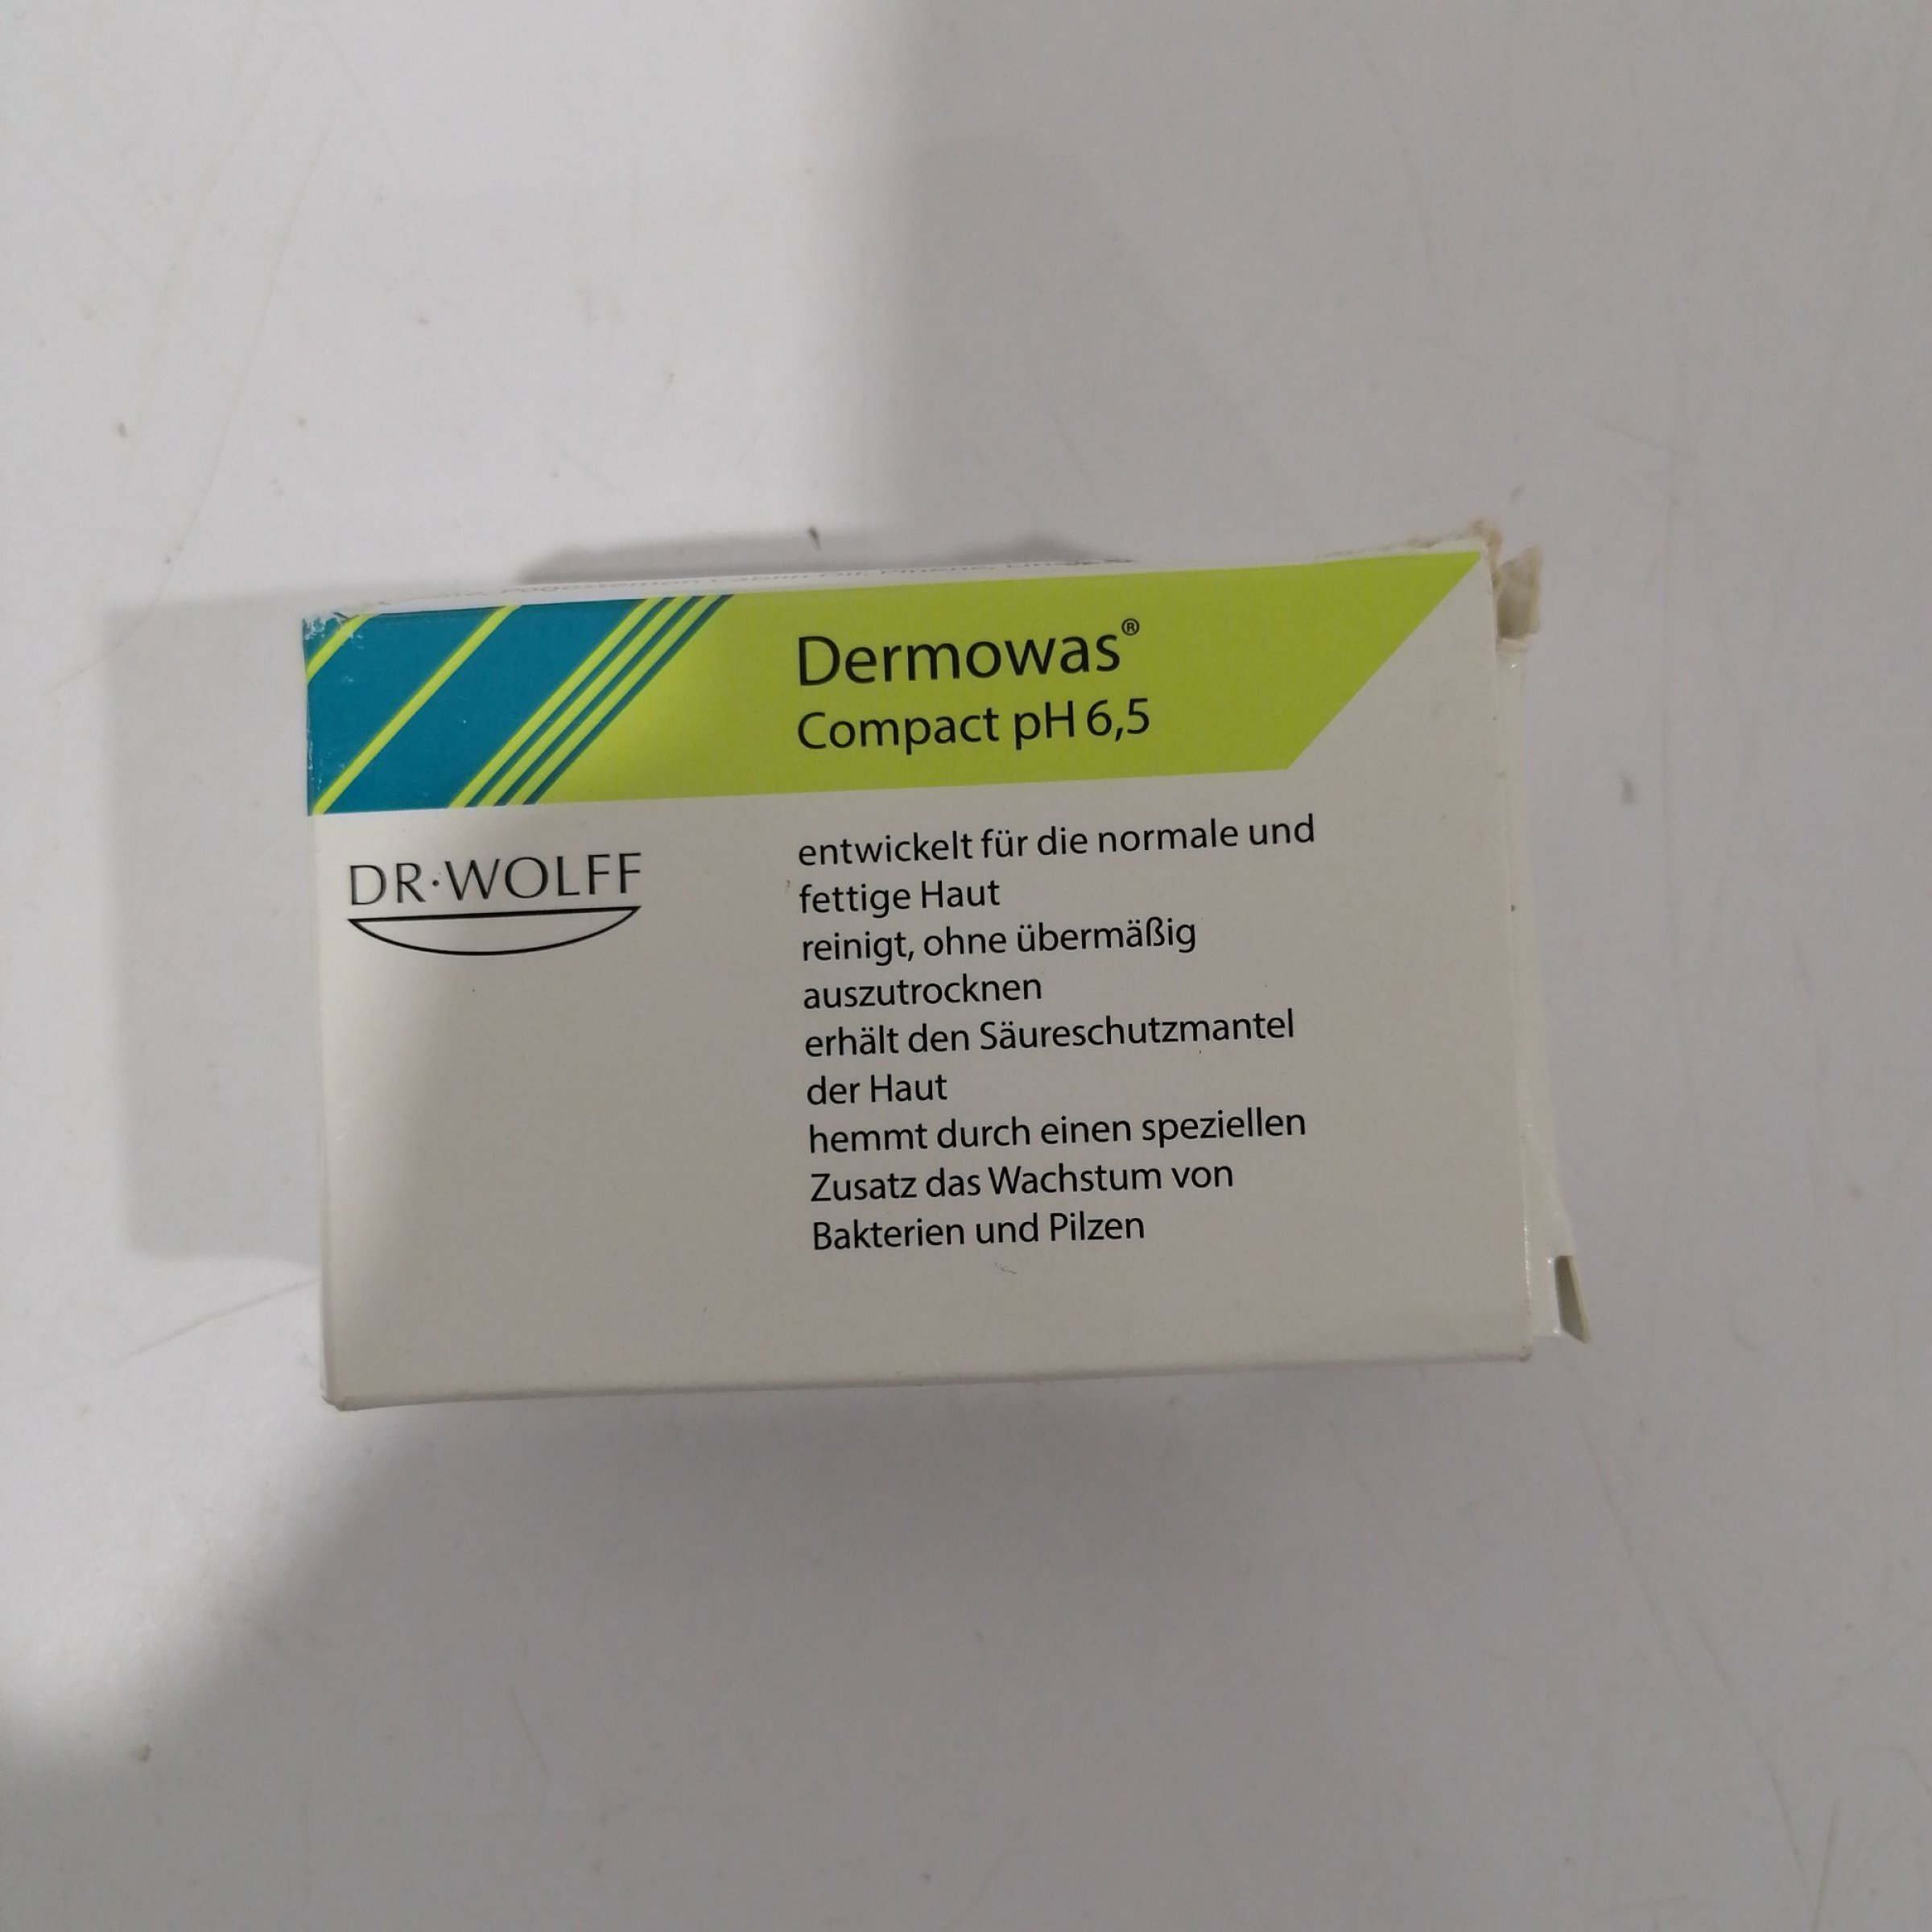 Dermowas®
Compact pH 6,5
DR·WOLFF
entwickelt für die normale und
fettige Haut
reinigt, ohne übermäßig
auszutrocknen
erhält den Säureschutzmantel
der Haut
hemmt durch einen speziellen
Zusatz das Wachstum von
Bakterien und Pilzen